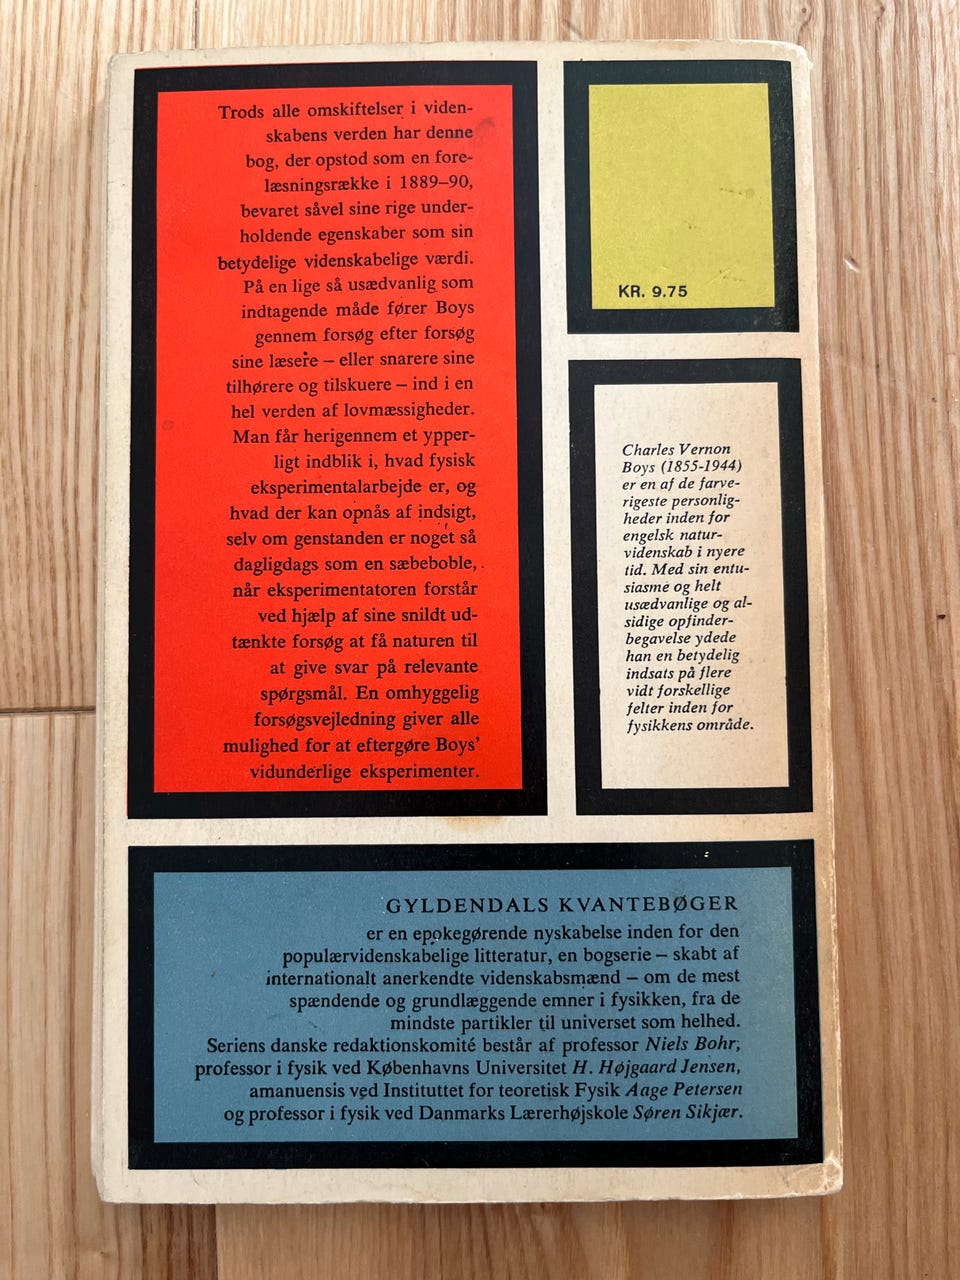 Trods alle omskiftelser i viden-
skabens verden har denne
bog, der opstod som en fore-
læsningsrække i 1889–90,
bevaret såvel sine rige under-
holdende egenskaber som sin
betydelige videnskabelige værdi.
På en lige så usædvanlig som
indtagende måde fører Boys
gennem forsøg efter forsøg
sine læsere – eller snarere sine
tilhørere og tilskuere – ind i en
hel verden af lovmæssigheder.
Man får herigennem et ypper-
ligt indblik i, hvad fysisk
eksperimentalarbejde er, og
hvad der kan opnås af indsigt,
selv om genstanden er noget så
dagligdags som en sæbeboble,
når eksperimentatoren forstår
ved hjælp af sine snildt ud-
tænkte forsøg at få naturen til
at give svar på relevante
spørgsmål. En omhyggelig
forsøgsvejledning giver alle
mulighed for at eftergøre Boys'
vidunderlige eksperimenter.
KR. 9.75
Charles Vernon
Boys (1855-1944)
er en af de farve-
rigeste personlig-
heder inden for
engelsk natur-
videnskab i nyere
tid. Med sin entu-
siasme og helt
usædvanlige og al-
sidige opfinder-
begavelse ydede
han en betydelig
indsats på flere
vidt forskellige
felter inden for
fysikkens område.
GYLDENDALS KVANTEBØGER
er en epokegørende nyskabelse inden for den
populærvidenskabelige litteratur, en bogserie – skabt af
internationalt anerkendte videnskabsmænd – om de mest
spændende og grundlæggende emner i fysikken, fra de
mindste partikler til universet som helhed.
Seriens danske redaktionskomité består af professor Niels Bohr,
professor i fysik ved Københavns Universitet H. Højgaard Jensen,
amanuensis ved Instituttet for teoretisk Fysik Aage Petersen
og professor i fysik ved Danmarks Lærerhøjskole Søren Sikjær.